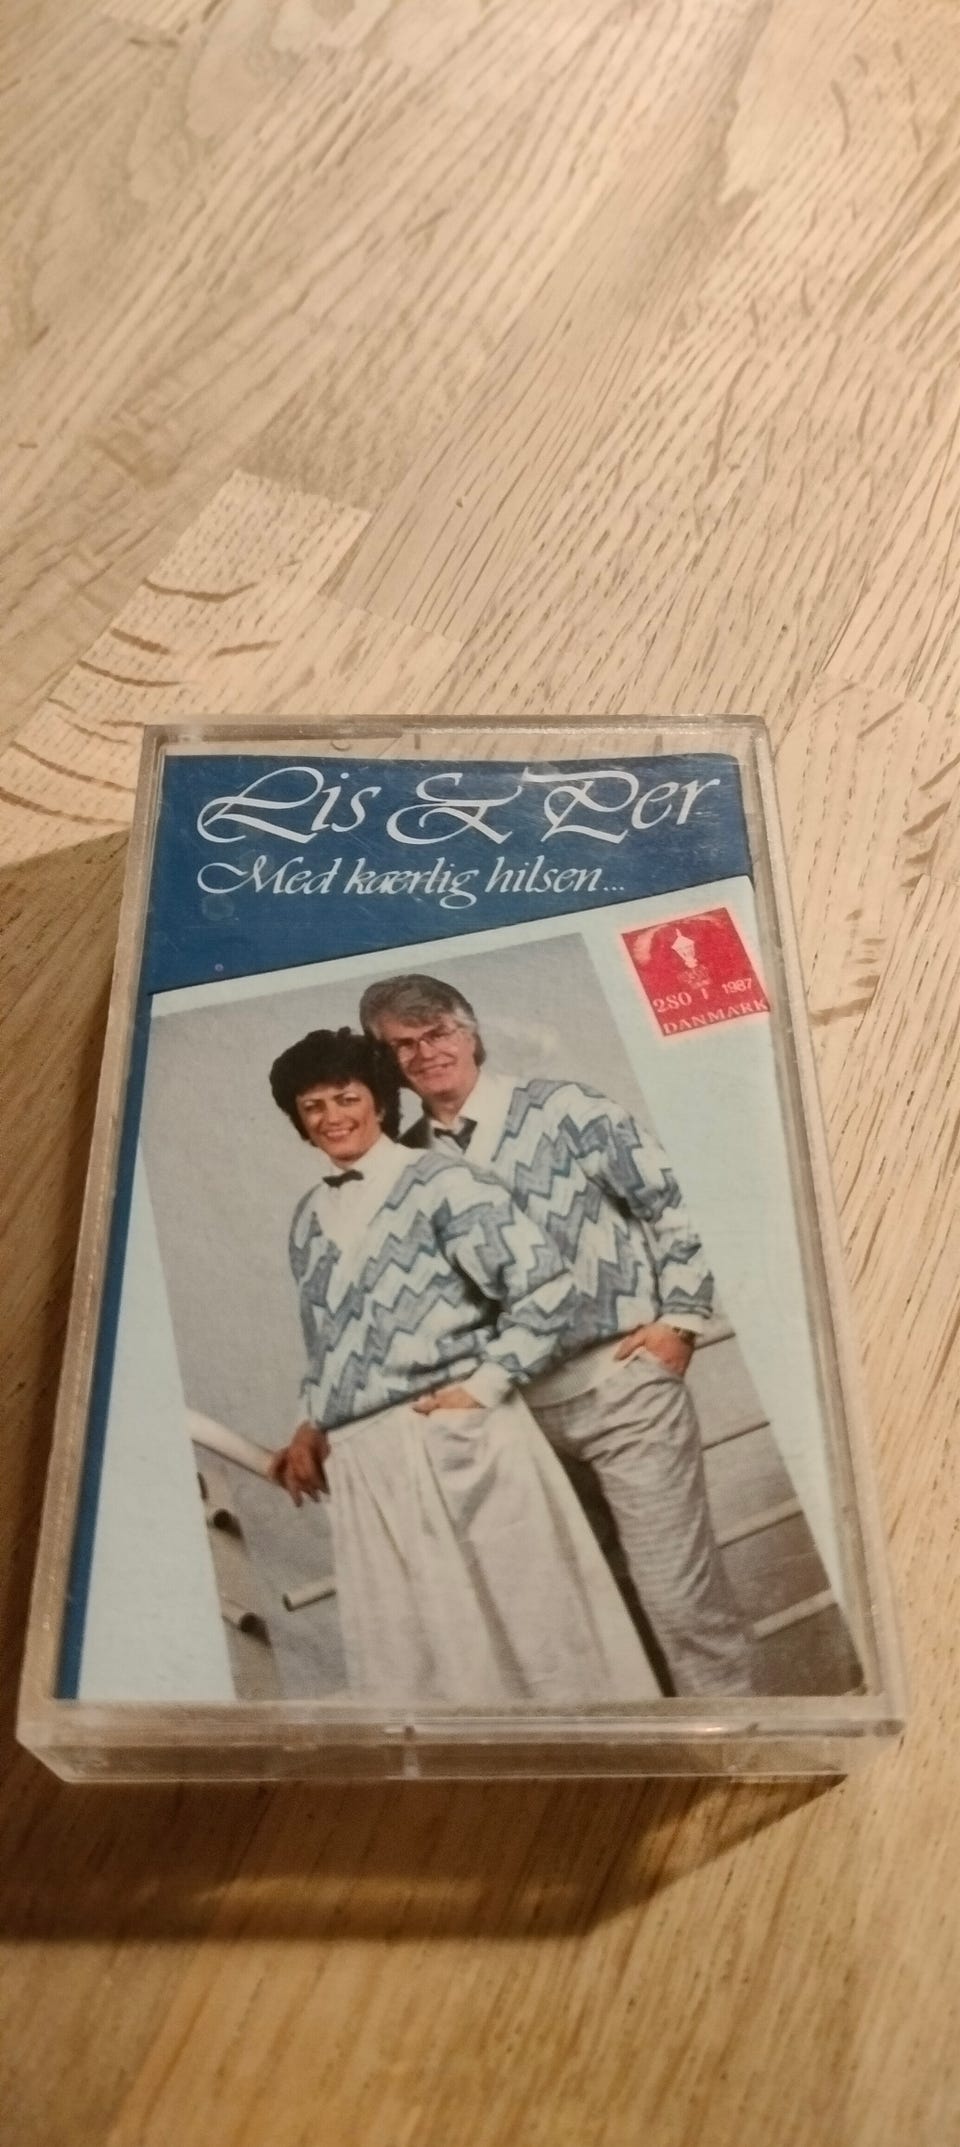 Lis & Per
Med kærlig hilsen...
280 1987
DANMARK